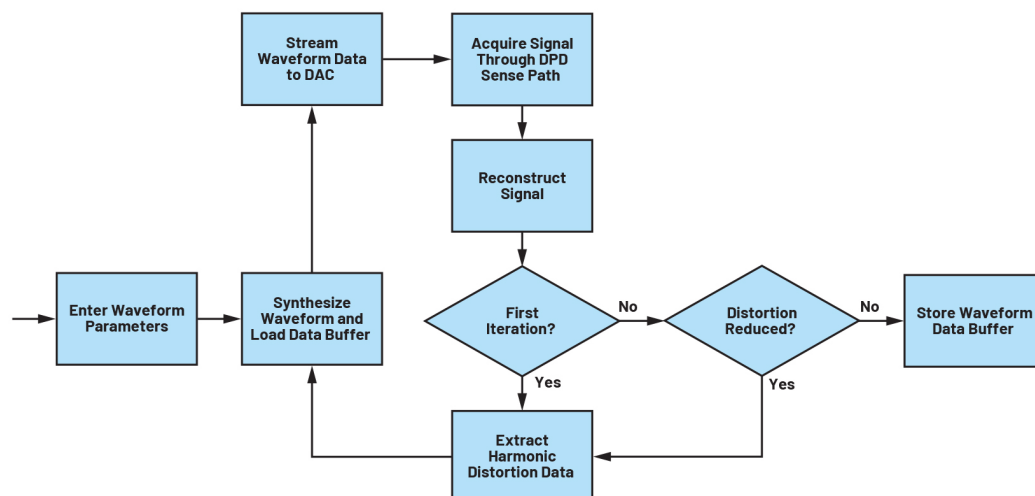 Stream
Waveform Data
to DAC
Acquire Signal
Through DPD
Sense Path
Reconstruct
Signal
Enter Waveform
Parameters
Synthesize
Waveform and
Load Data Buffer
First
Iteration?
No
Distortion
Reduced?
No
Store Waveform
Data Buffer
Yes
Yes
Extract
Harmonic
Distortion Data